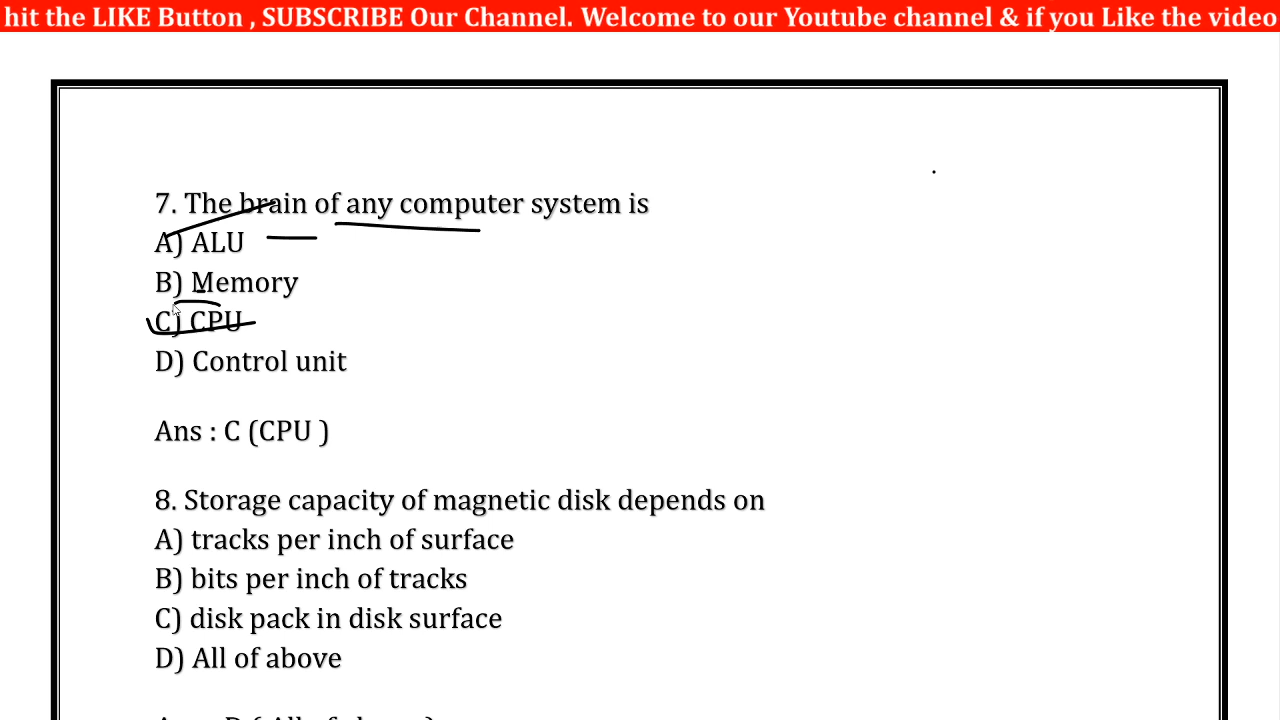 hit the LIKE Button , SUBSCRIBE Our Channel. Welcome to our Youtube channel & if you Like the video
7. The brain of any computer system is
A) ALU
B) Memory
C) CPU
D) Control unit
Ans : C (CPU )
8. Storage capacity of magnetic disk depends on
A) tracks per inch of surface
B) bits per inch of tracks
C) disk pack in disk surface
D) All of above